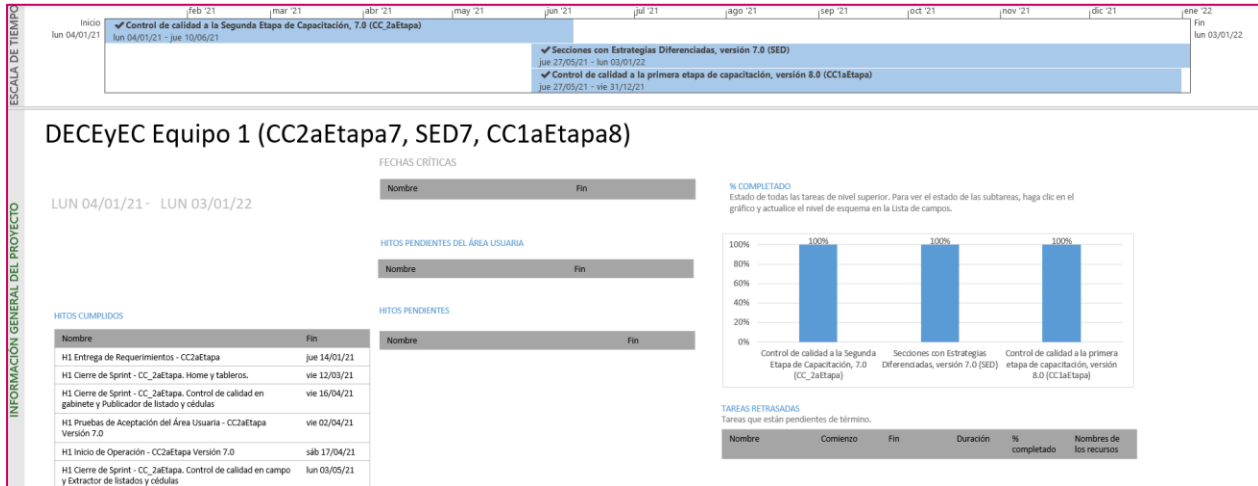 ESCALA DE TIEMPO
feb '21 mar '21 abr '21 may '21 jun '21 jul '21 ago '21 sep '21 oct '21 nov '21 dic '21 ene '22
Inicio
lun 04/01/21
Control de calidad a la Segunda Etapa de Capacitación, 7.0 (CC_2aEtapa)
lun 04/01/21 - jue 10/06/21
Fin
lun 03/01/22
Secciones con Estrategias Diferenciadas, versión 7.0 (SED)
jue 27/05/21 - lun 03/01/22
Control de calidad a la primera etapa de capacitación, versión 8.0 (CC1aEtapa)
jue 27/05/21 - vie 31/12/21
INFORMACIÓN GENERAL DEL PROYECTO
DECEyEC Equipo 1 (CC2aEtapa7, SED7, CC1aEtapa8)
LUN 04/01/21 - LUN 03/01/22
HITOS CUMPLIDOS
Nombre Fin
H1 Entrega de Requerimientos - CC2aEtapa jue 14/01/21
H1 Cierre de Sprint - CC_2aEtapa. Home y tableros. vie 12/03/21
H1 Cierre de Sprint - CC_2aEtapa. Control de calidad en vie 16/04/21
gabinete y Publicador de listado y cédulas
H1 Pruebas de Aceptación del Área Usuaria - CC2aEtapa vie 02/04/21
Versión 7.0
H1 Inicio de Operación - CC2aEtapa Versión 7.0 sáb 17/04/21
H1 Cierre de Sprint - CC_2aEtapa. Control de calidad en campo lun 03/05/21
y Extractor de listados y cédulas
FECHAS CRÍTICAS
Nombre Fin
HITOS PENDIENTES DEL ÁREA USUARIA
Nombre Fin
HITOS PENDIENTES
Nombre Fin
% COMPLETADO
Estado de todas las tareas de nivel superior. Para ver el estado de las subtareas, haga clic en el
gráfico y actualice el nivel de esquema en la Lista de campos.
100% 100% 100%
100%
80%
60%
40%
20%
0%
Control de calidad a la Segunda
Etapa de Capacitación, 7.0
(CC_2aEtapa)
Secciones con Estrategias
Diferenciadas, versión 7.0 (SED)
Control de calidad a la primera
etapa de capacitación, versión
8.0 (CC1aEtapa)
TAREAS RETRASADAS
Tareas que están pendientes de término.
Nombre Comienzo Fin Duración % Nombres de
completado los recursos